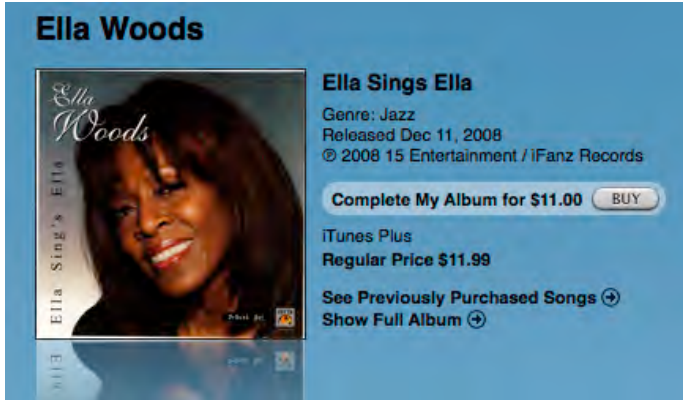 Ella Woods
Ella
Woods
Ella Sing's Ella
Ella Sings Ella
Genre: Jazz
Released Dec 11, 2008
℗ 2008 15 Entertainment / iFanz Records
Complete My Album for $11.00 BUY
iTunes Plus
Regular Price $11.99
See Previously Purchased Songs
Show Full Album